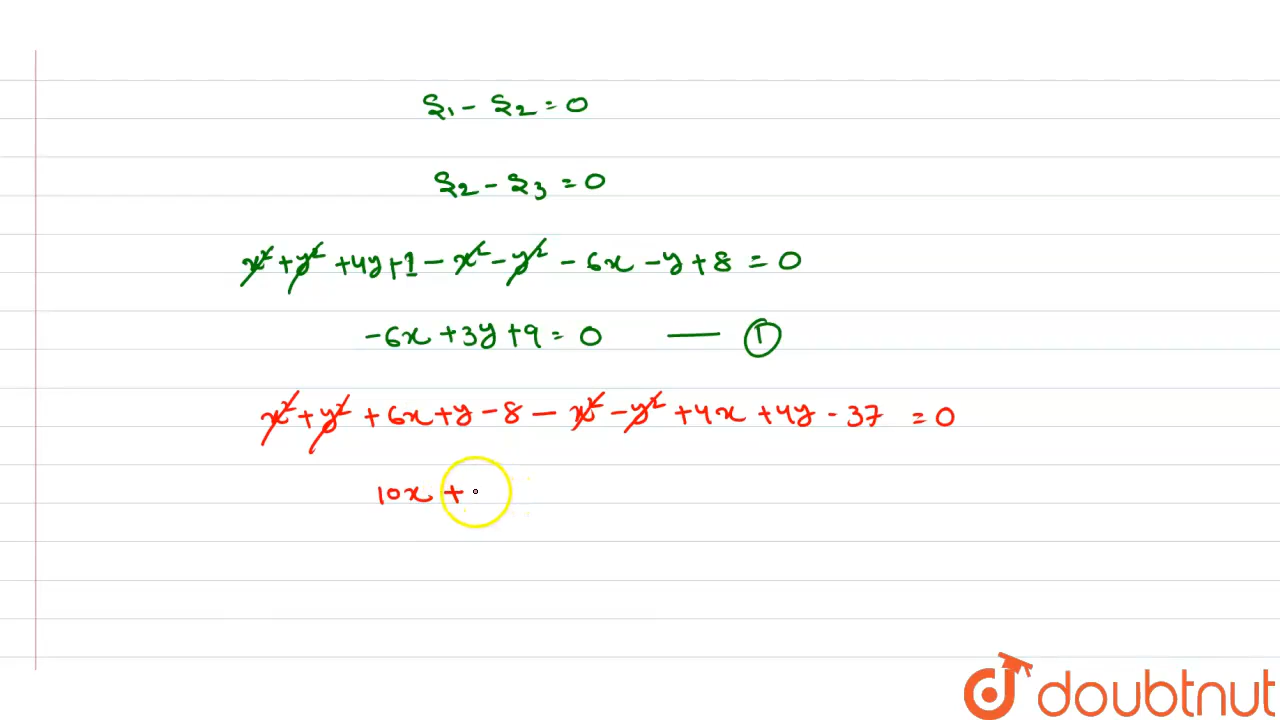 S₁ - S₂ = 0
S₂ - S₃ = 0
x² + y² + 4y + 1 - x² - y² - 6x - y + 8 = 0
-6x + 3y + 9 = 0 — ①
x² + y² + 6x + y - 8 - x² - y² + 4x + 4y - 37 = 0
10x +
doubtnut